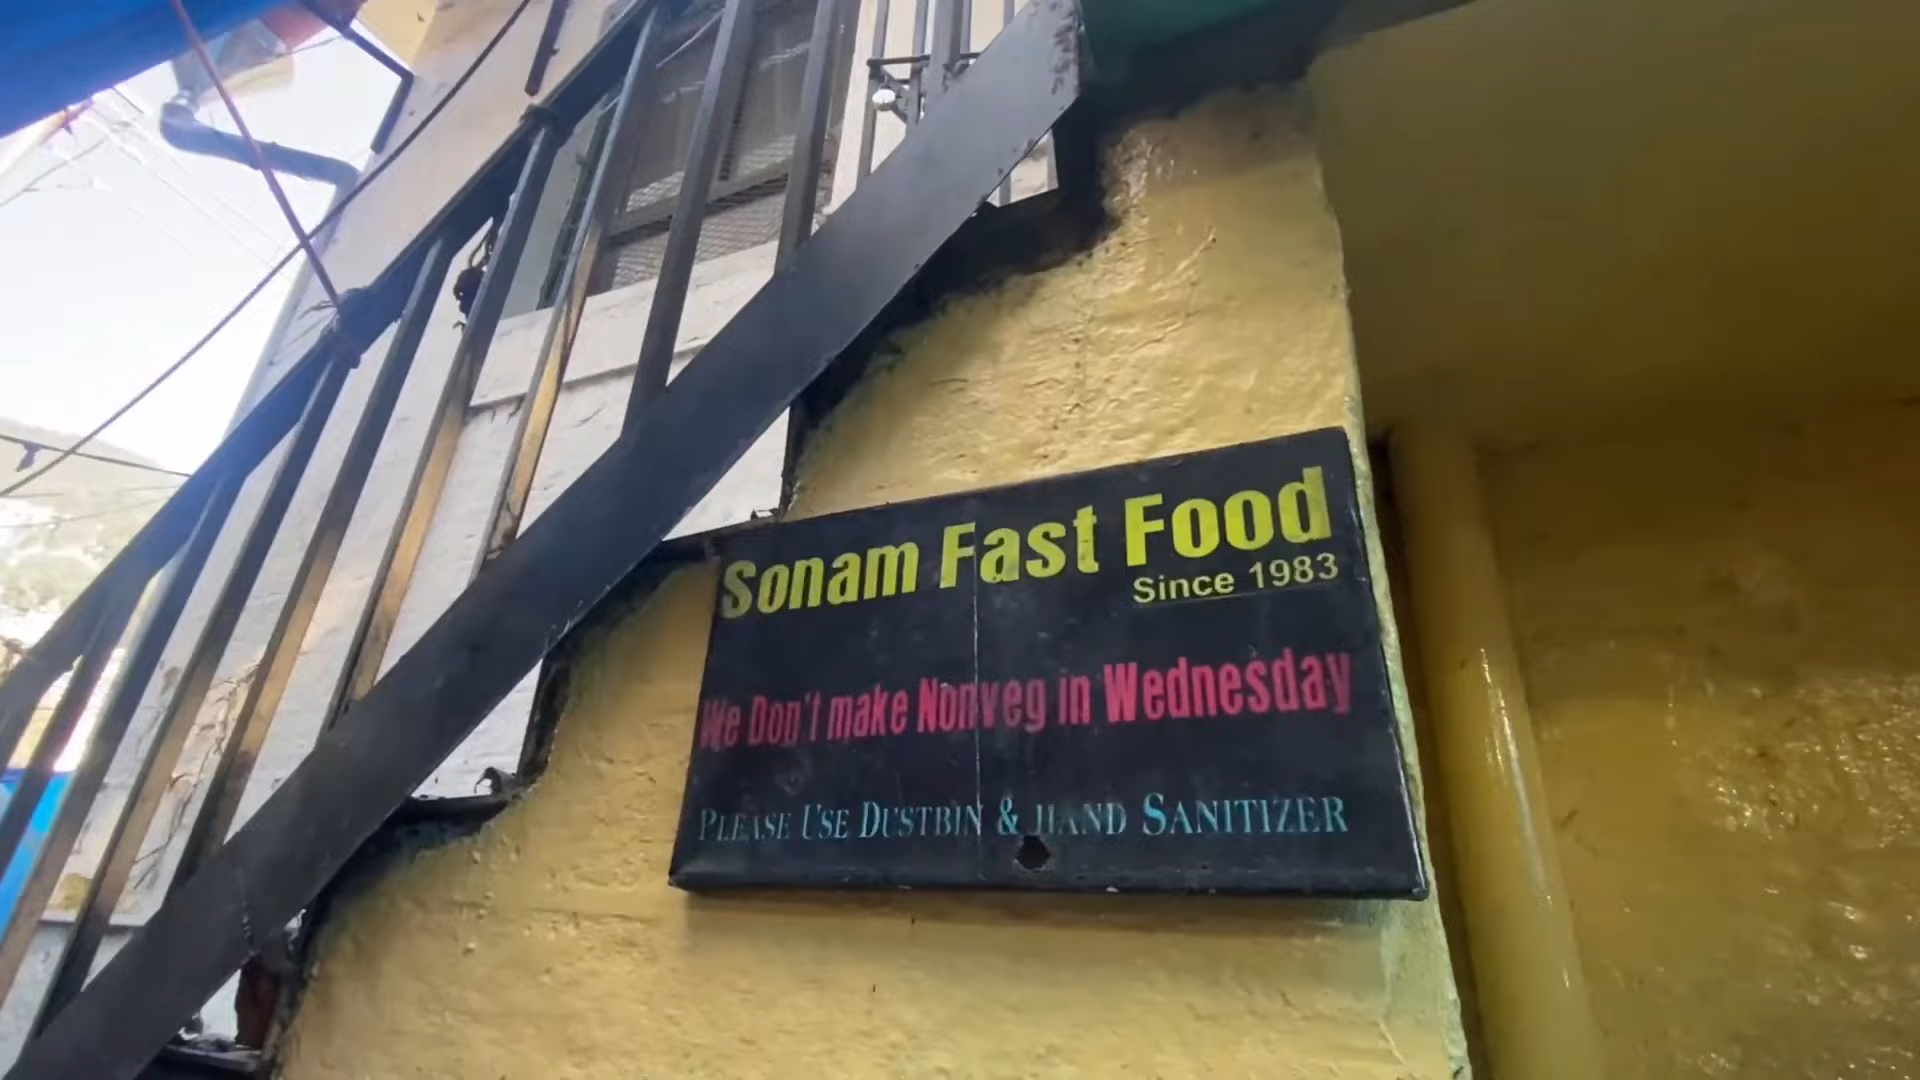 Sonam Fast Food
Since 1983
We Don't make Nonveg in Wednesday
PLEASE USE DUSTBIN & HAND SANITIZER